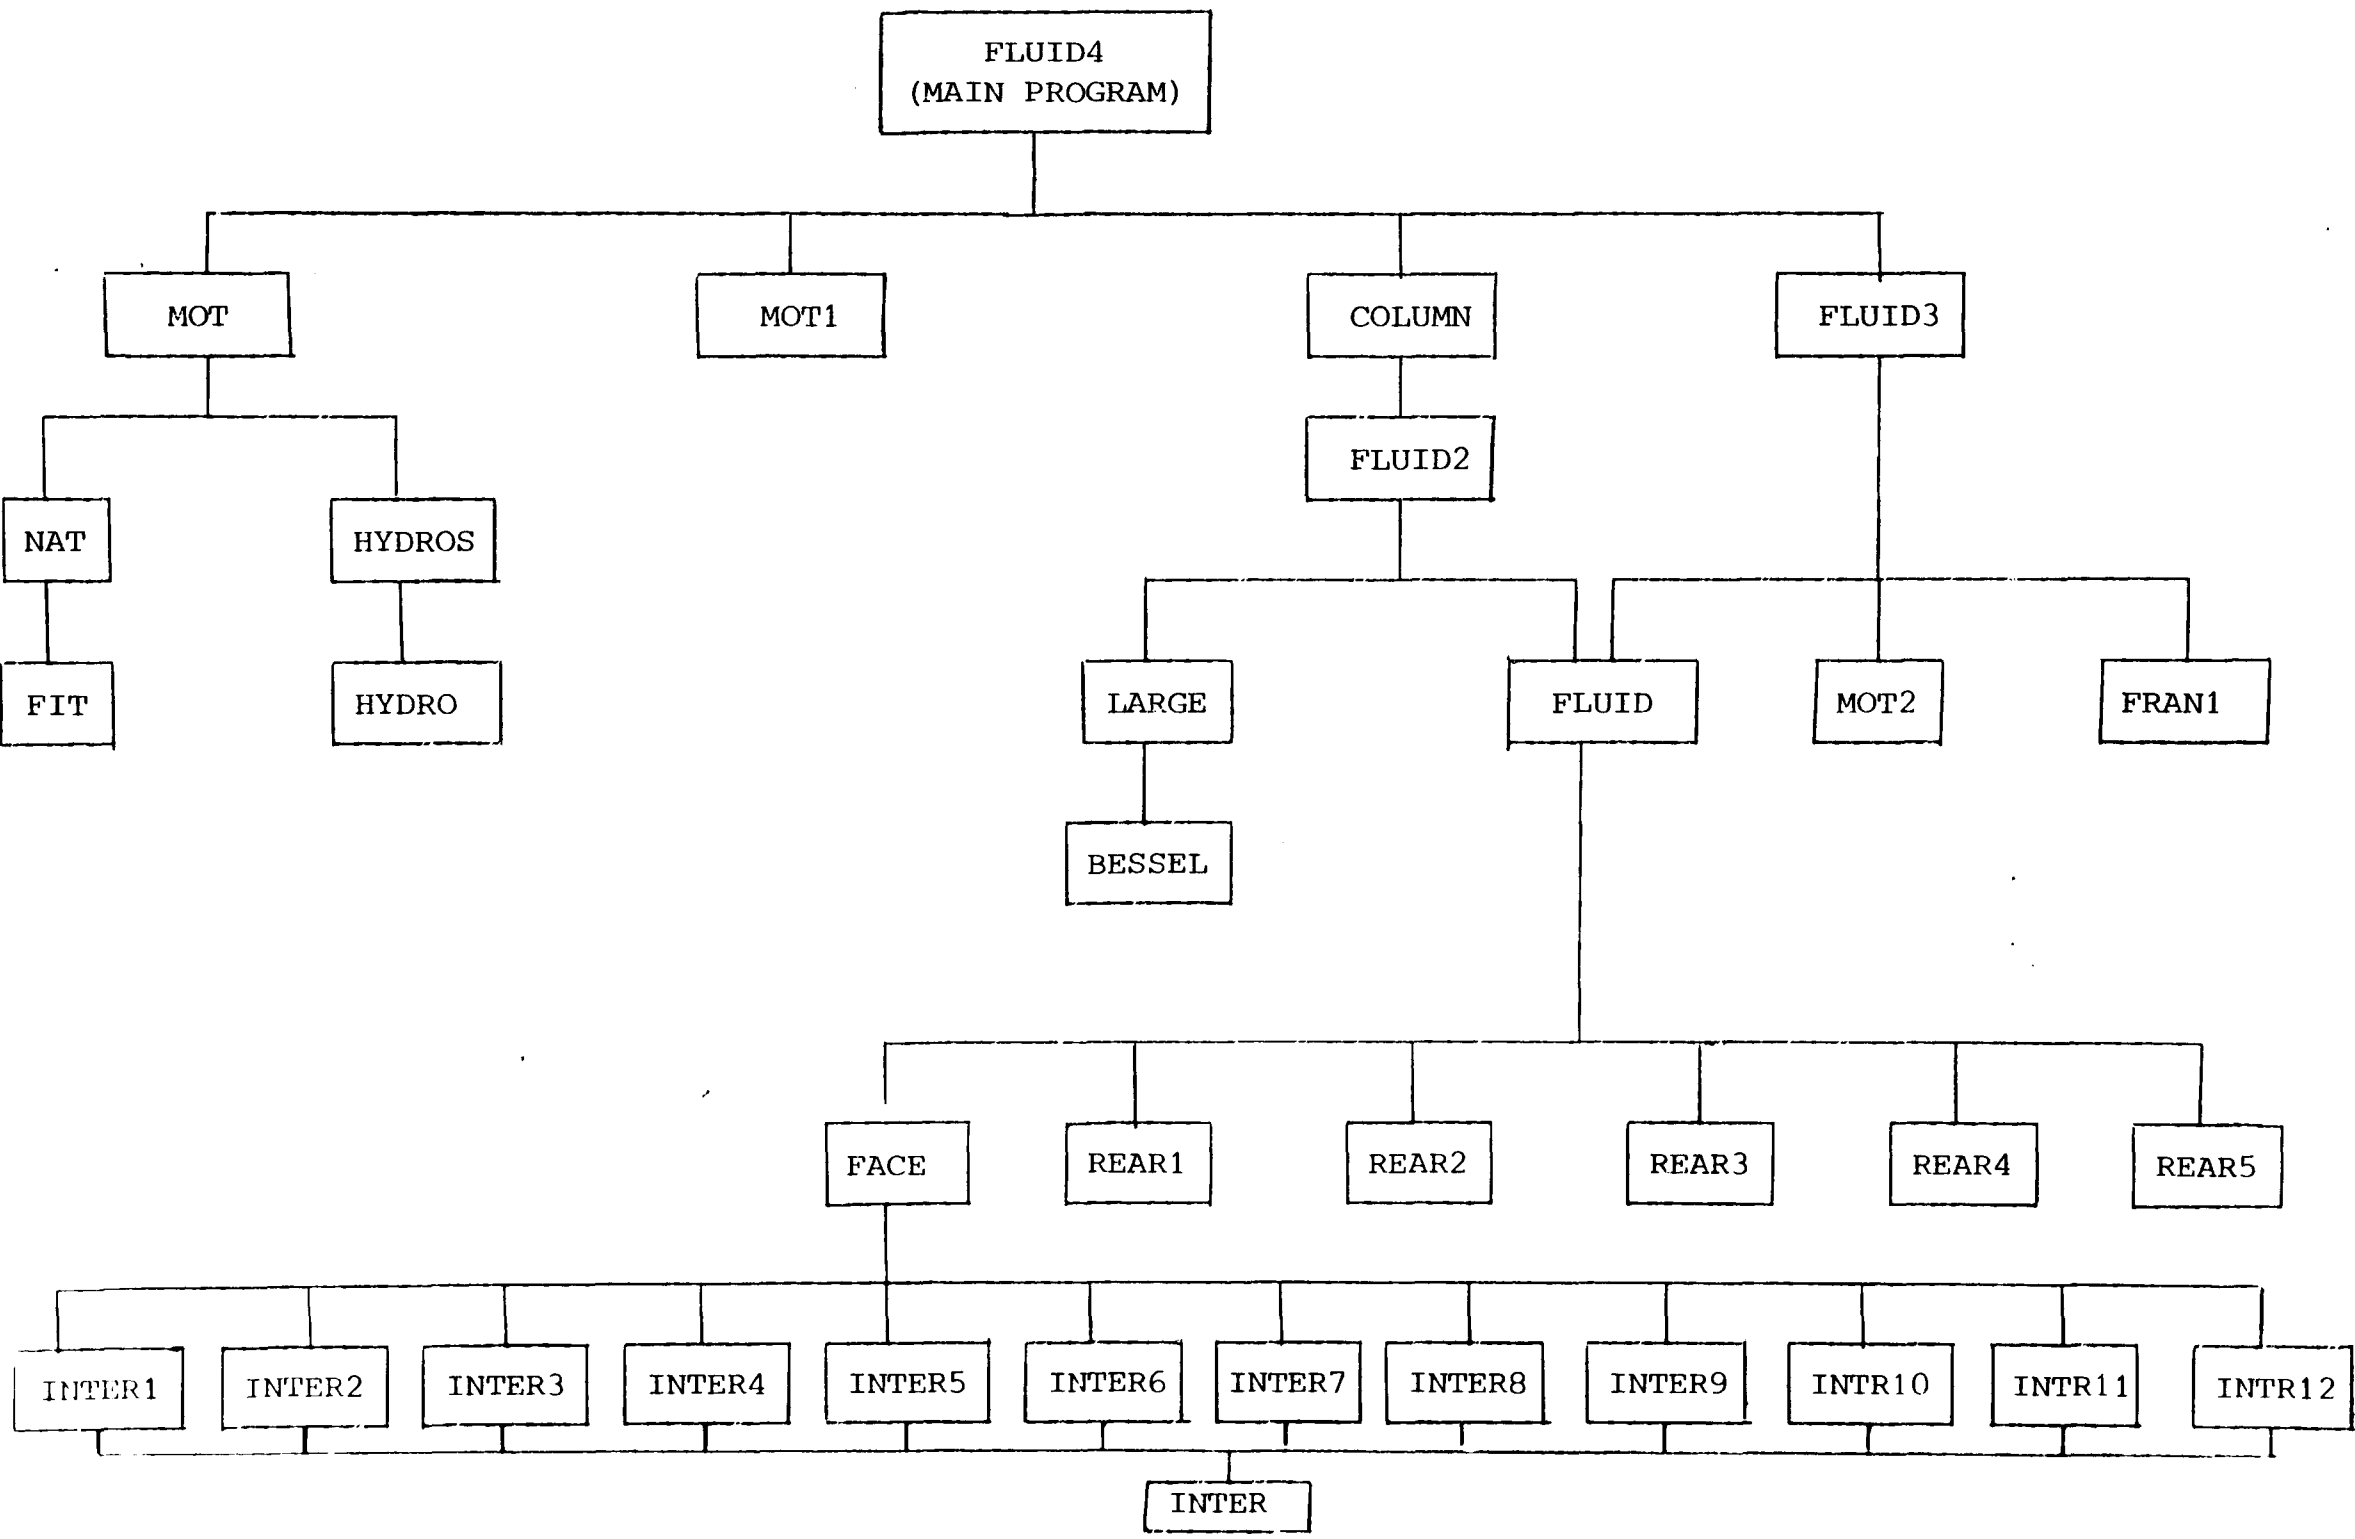 FLUID4
(MAIN PROGRAM)
MOT
MOT1
COLUMN
FLUID3
FLUID2
NAT
HYDROS
FIT
HYDRO
LARGE
FLUID
MOT2
FRAN1
BESSEL
FACE
REAR1
REAR2
REAR3
REAR4
REAR5
INTER1
INTER2
INTER3
INTER4
INTER5
INTER6
INTER7
INTER8
INTER9
INTR10
INTR11
INTR12
INTER